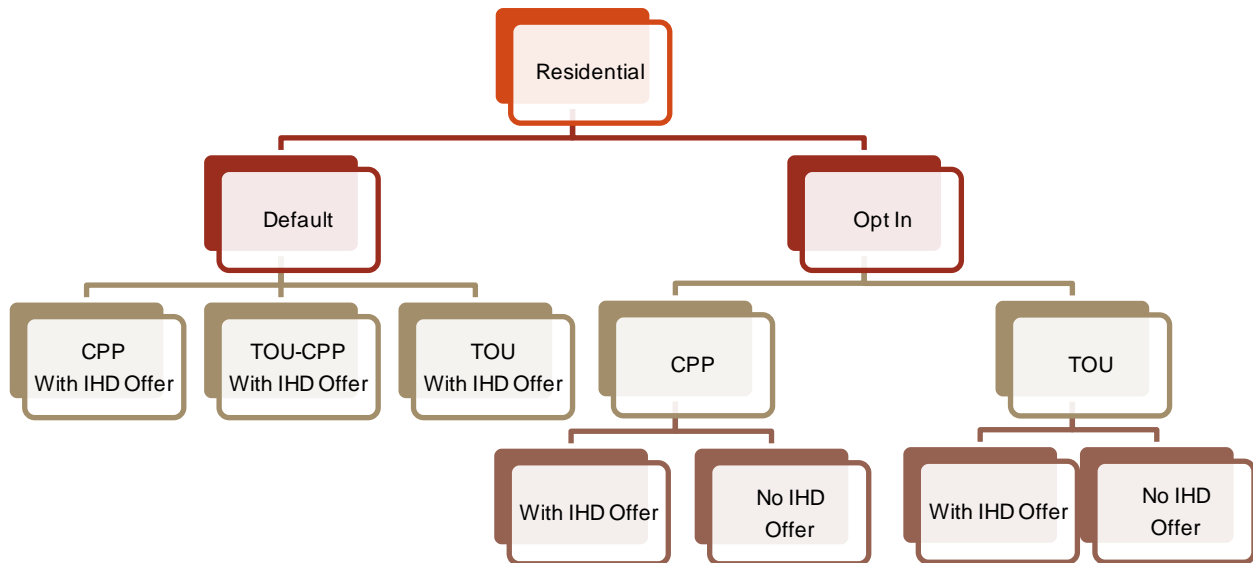 Residential
Default
Opt In
CPP
With IHD Offer
TOU-CPP
With IHD Offer
TOU
With IHD Offer
CPP
TOU
With IHD Offer
No IHD
Offer
With IHD Offer
No IHD
Offer